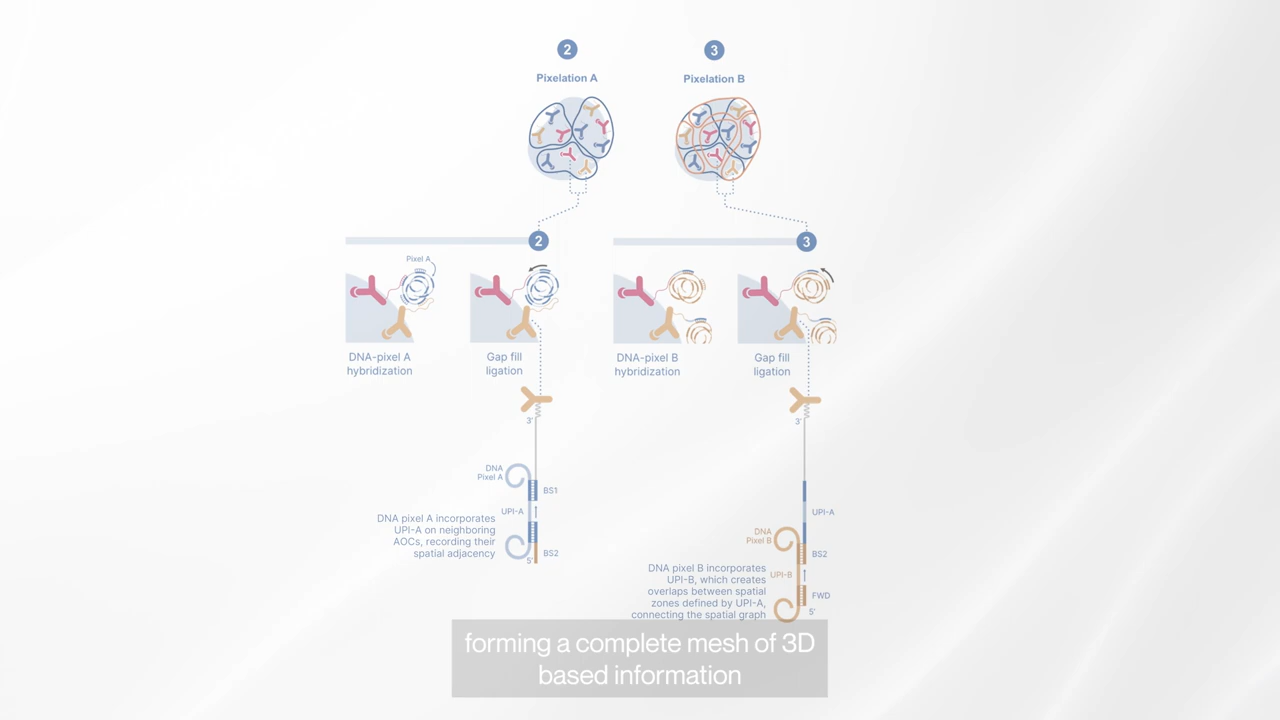 2
3
Pixelation A
Pixelation B
2
3
Pixel A
DNA-pixel A
hybridization
Gap fill
ligation
DNA-pixel B
hybridization
Gap fill
ligation
3'
DNA
Pixel A
BS1
UPI-A
DNA pixel A incorporates
UPI-A on neighboring
AOCs, recording their
spatial adjacency
BS2
5'
3'
UPI-A
DNA
Pixel B
BS2
DNA pixel B incorporates
UPI-B, which creates
overlaps between spatial
zones defined by UPI-A,
connecting the spatial graph
UPI-B
FWD
5'
forming a complete mesh of 3D
based information